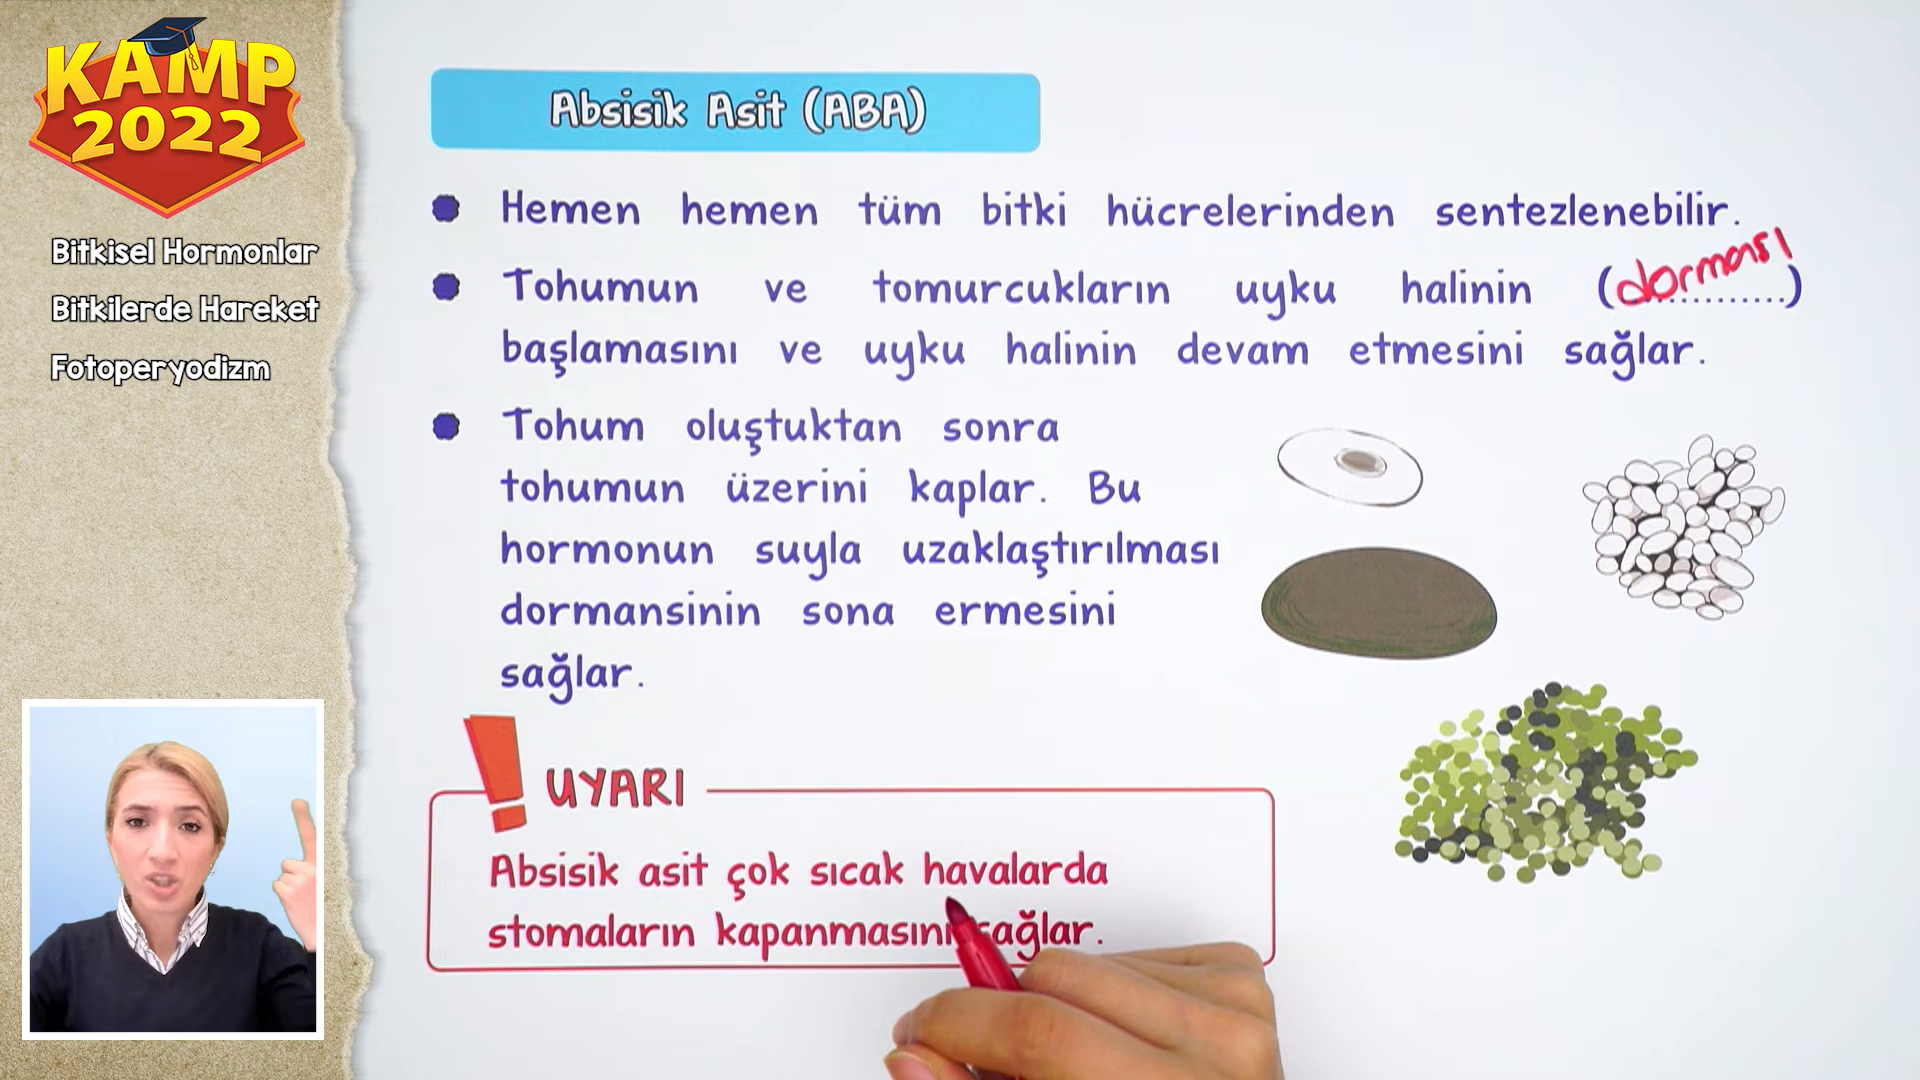 KAMP
2022
Bitkisel Hormonlar
Bitkilerde Hareket
Fotoperyodizm
Absisik Asit (ABA)
Hemen hemen tüm bitki hücrelerinden sentezlenebilir.
Tohumun ve tomurcukların uyku halinin (dorması)
başlamasını ve uyku halinin devam etmesini sağlar.
Tohum oluştuktan sonra
tohumun üzerini kaplar. Bu
hormonun suyla uzaklaştırılması
dormansinin sona ermesini
sağlar.
UYARI
Absisik asit çok sıcak havalarda
stomaların kapanmasını sağlar.